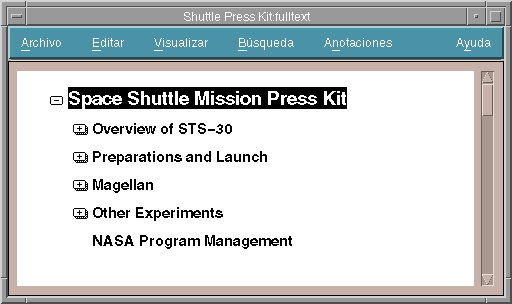 Shuttle Press Kit:fulltext
Archivo Editar Visualizar Búsqueda Anotaciones Ayuda
Space Shuttle Mission Press Kit
Overview of STS-30
Preparations and Launch
Magellan
Other Experiments
NASA Program Management